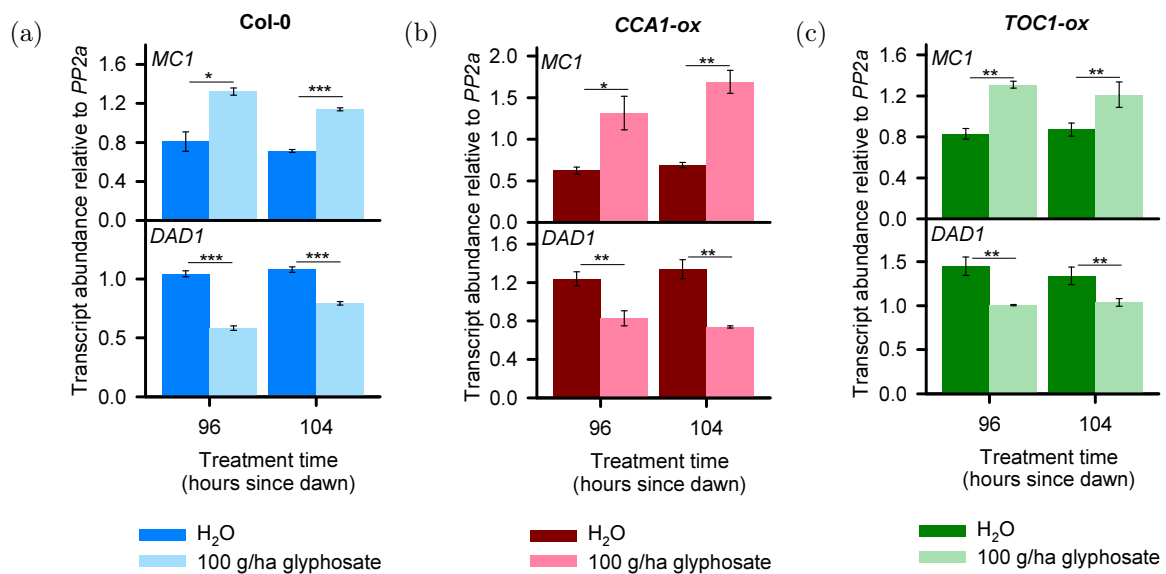 (a)
Col-0
Transcript abundance relative to PP2a
MC1
1.6
1.2
0.8
0.4
0.0
*
***
DAD1
1.0
0.5
0.0
***
***
96
104
Treatment time
(hours since dawn)
H₂O
100 g/ha glyphosate
(b)
CCA1-ox
Transcript abundance relative to PP2a
MC1
2.0
1.5
1.0
0.5
0.0
*
**
DAD1
1.2
0.8
0.4
0.0
**
**
96
104
Treatment time
(hours since dawn)
H₂O
100 g/ha glyphosate
(c)
TOC1-ox
Transcript abundance relative to PP2a
MC1
1.6
1.2
0.8
0.4
0.0
**
**
DAD1
1.5
1.0
0.5
0.0
**
**
96
104
Treatment time
(hours since dawn)
H₂O
100 g/ha glyphosate